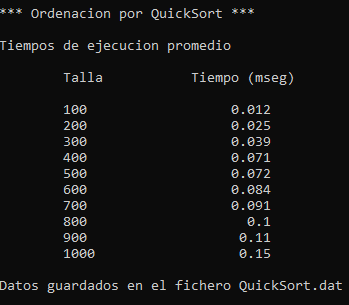 *** Ordenacion por QuickSort ***
Tiempos de ejecucion promedio
Talla Tiempo (mseg)
100 0.012
200 0.025
300 0.039
400 0.071
500 0.072
600 0.084
700 0.091
800 0.1
900 0.11
1000 0.15
Datos guardados en el fichero QuickSort.dat